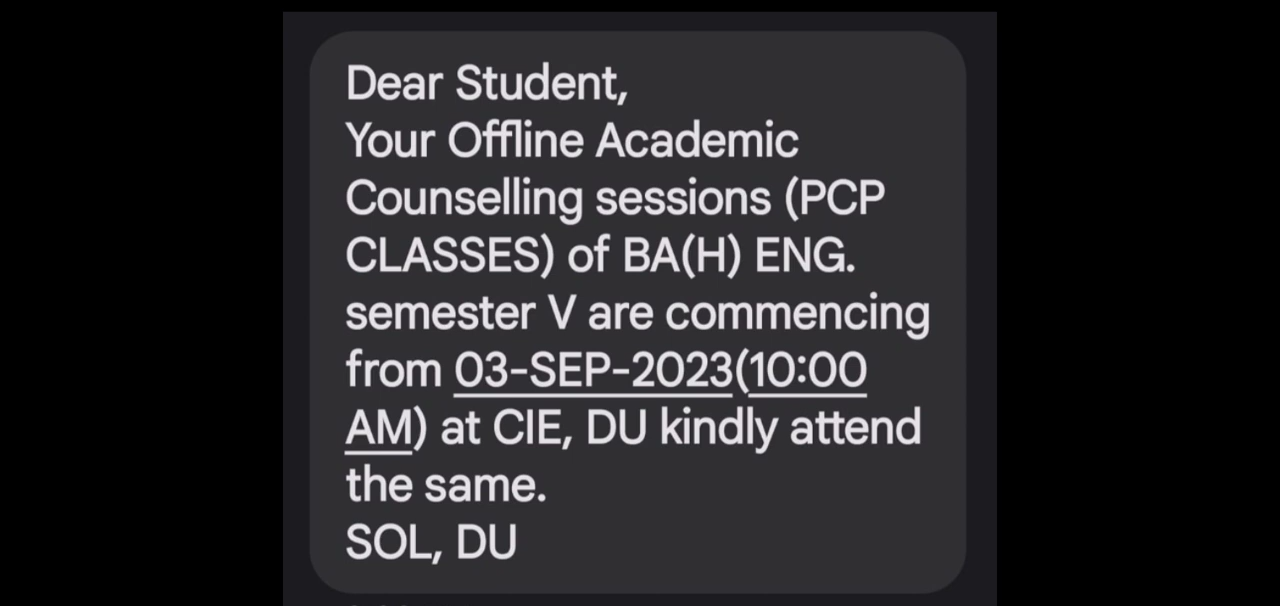 Dear Student,
Your Offline Academic
Counselling sessions (PCP
CLASSES) of BA(H) ENG.
semester V are commencing
from 03-SEP-2023(10:00
AM) at CIE, DU kindly attend
the same.
SOL, DU